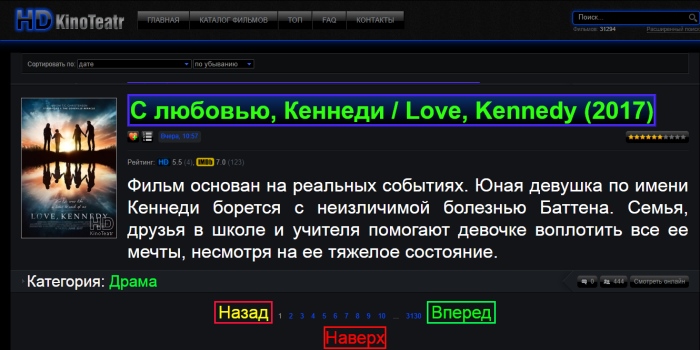 HD KinoTeatr
ГЛАВНАЯ КАТАЛОГ ФИЛЬМОВ ТОП FAQ КОНТАКТЫ
Поиск...
Фильмов: 31294 Расширенный поиск
Сортировать по: дате по убыванию
С любовью, Кеннеди / Love, Kennedy (2017)
Вчера, 10:57
Рейтинг: HD 5.5 (4), IMDb 7.0 (123)
Фильм основан на реальных событиях. Юная девушка по имени
Кеннеди борется с неизличимой болезнью Баттена. Семья,
друзья в школе и учителя помогают девочке воплотить все ее
мечты, несмотря на ее тяжелое состояние.
LOVE, KENNEDY
HD
KinoTeatr
Категория: Драма
0 444 Смотреть онлайн
Назад 1 2 3 4 5 6 7 8 9 10 ... 3130 Вперед
Наверх